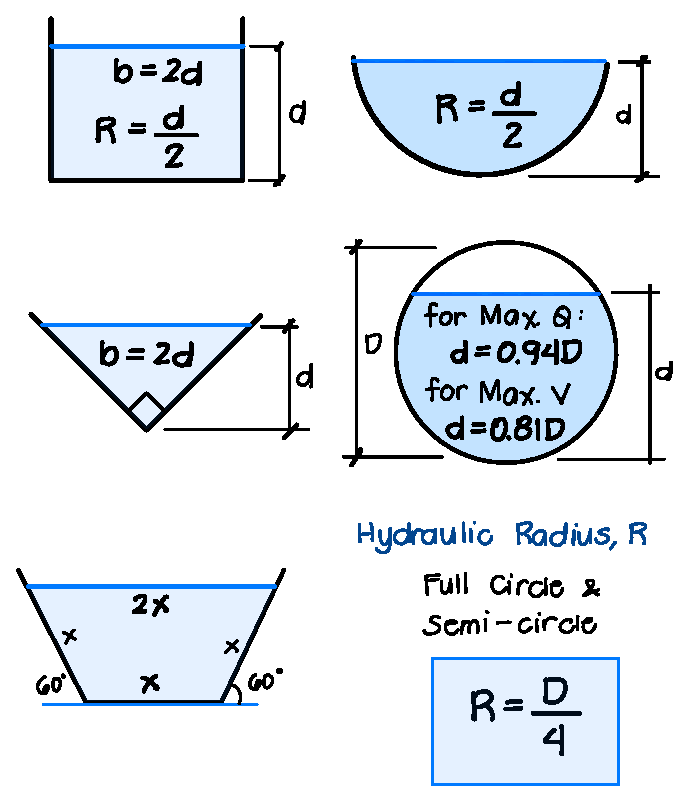 b = 2d
R = d/2
d
R = d/2
d
b = 2d
d
D
for Max. Q:
d = 0.94D
for Max. V
d = 0.81D
d
2x
x
x
60°
x
60°
Hydraulic Radius, R
Full Circle &
Semi-circle
R = D/4